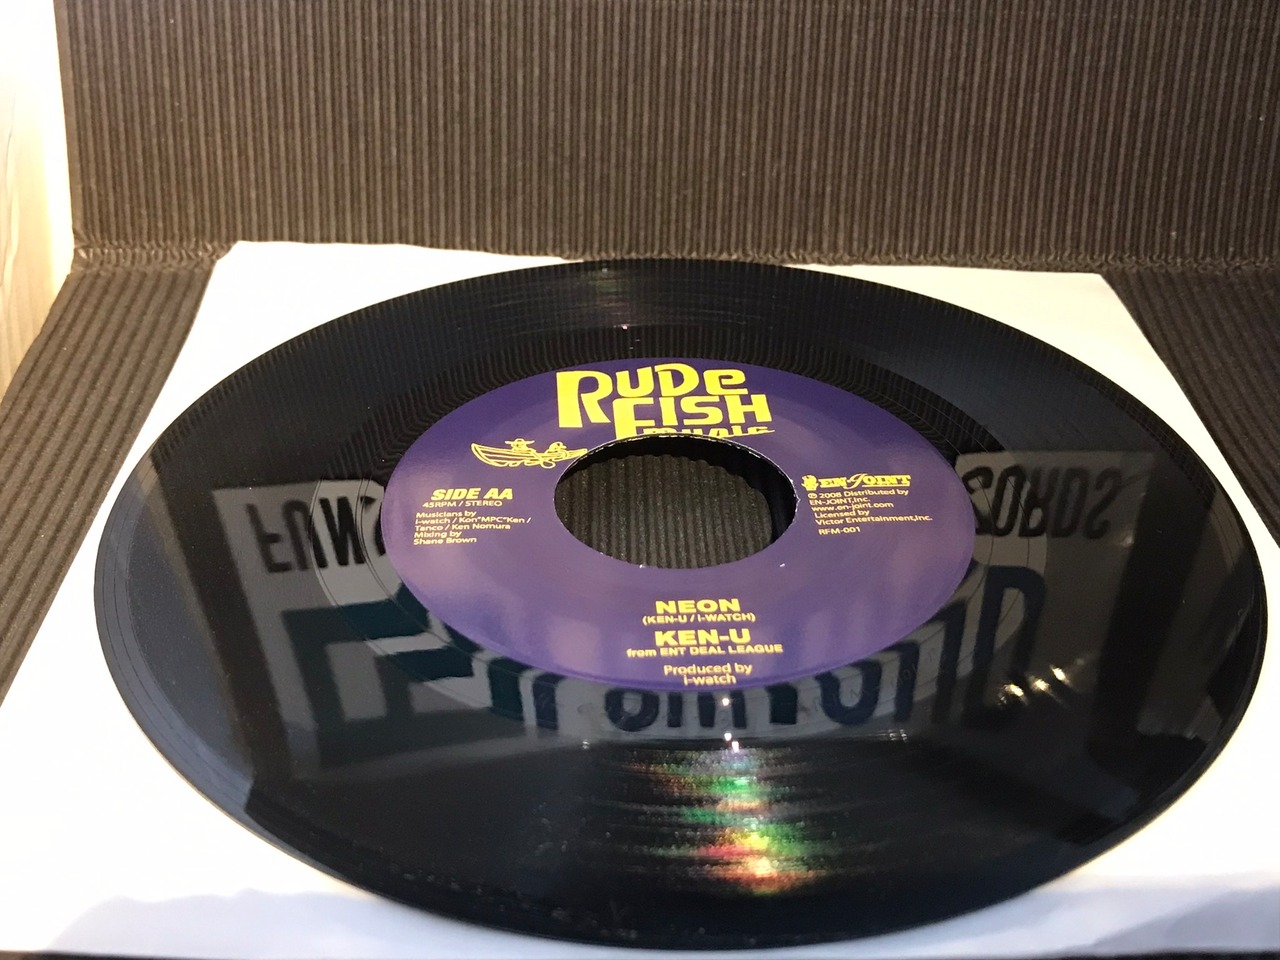 RUDE
FISH
music
SIDE AA
45RPM / STEREO
Musicians by
i-watch / Kon"MPC"Ken /
Tanco / Ken Nomura
Mixing by
Shane Brown
EN-JOINT
℗ 2008 Distributed by
EN-JOINT,Inc.
www.en-joint.com
Licensed by
Victor Entertainment,Inc.
RFM-001
NEON
(KEN-U / I-WATCH)
KEN-U
from ENT DEAL LEAGUE
Produced by
i-watch